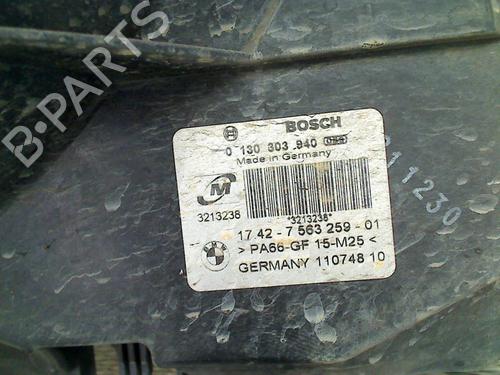 B-PARTS
BOSCH
0 130 303 940
Made in Germany
3213238
*3213238*
17.42 - 7 563 259 - 01
> PA66-GF 15-M25 <
GERMANY 110748 10
11230